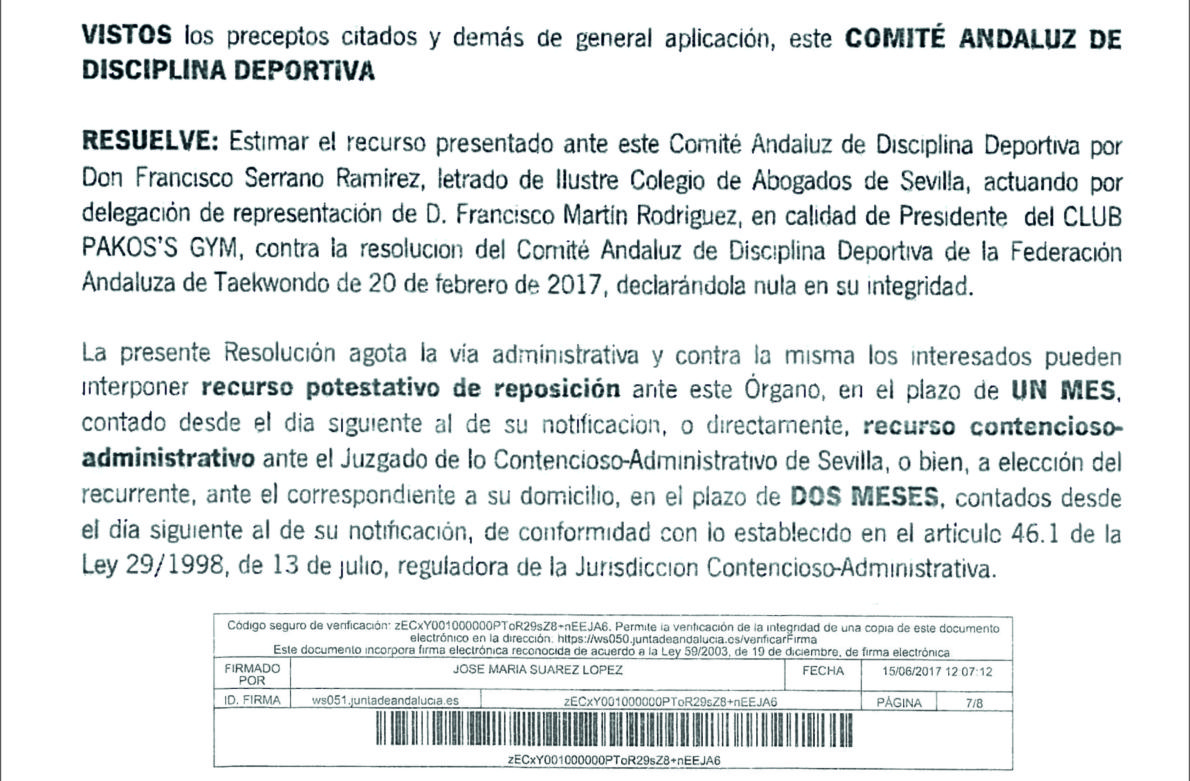 VISTOS los preceptos citados y demás de general aplicación, este COMITÉ ANDALUZ DE
DISCIPLINA DEPORTIVA
RESUELVE: Estimar el recurso presentado ante este Comité Andaluz de Disciplina Deportiva por
Don Francisco Serrano Ramirez, letrado de Ilustre Colegio de Abogados de Sevilla, actuando por
delegación de representación de D. Francisco Martín Rodriguez, en calidad de Presidente del CLUB
PAKOS'S GYM, contra la resolucion del Comité Andaluz de Disciplina Deportiva de la Federación
Andaluza de Taekwondo de 20 de febrero de 2017, declarándola nula en su integridad.
La presente Resolución agota la vía administrativa y contra la misma los interesados pueden
interponer recurso potestativo de reposición ante este Órgano, en el plazo de UN MES,
contado desde el dia siguiente al de su notificacion, o directamente, recurso contencioso-
administrativo ante el Juzgado de lo Contencioso-Administrativo de Sevilla, o bien, a elección del
recurrente, ante el correspondiente a su domicilio, en el plazo de DOS MESES, contados desde
el día siguiente al de su notificación, de conformidad con lo establecido en el articulo 46.1 de la
Ley 29/1998, de 13 de julio, reguladora de la Jurisdiccion Contencioso-Administrativa.
Código seguro de verificación: zECxY001000000PToR29sZ8+nEEJA6. Permite la verificación de la integridad de una copia de este documento
electrónico en la dirección: https://ws050.juntadeandalucia.es/verificarFirma
Este documento incorpora firma electrónica reconocida de acuerdo a la Ley 59/2003, de 19 de diciembre, de firma electrónica
FIRMADO POR JOSE MARIA SUAREZ LOPEZ FECHA 15/06/2017 12 07:12
ID. FIRMA ws051.juntadeandalucia.es zECxY001000000PToR29sZ8+nEEJA6 PÁGINA 7/8
zECxY001000000PToR29sZ8+nEEJA6